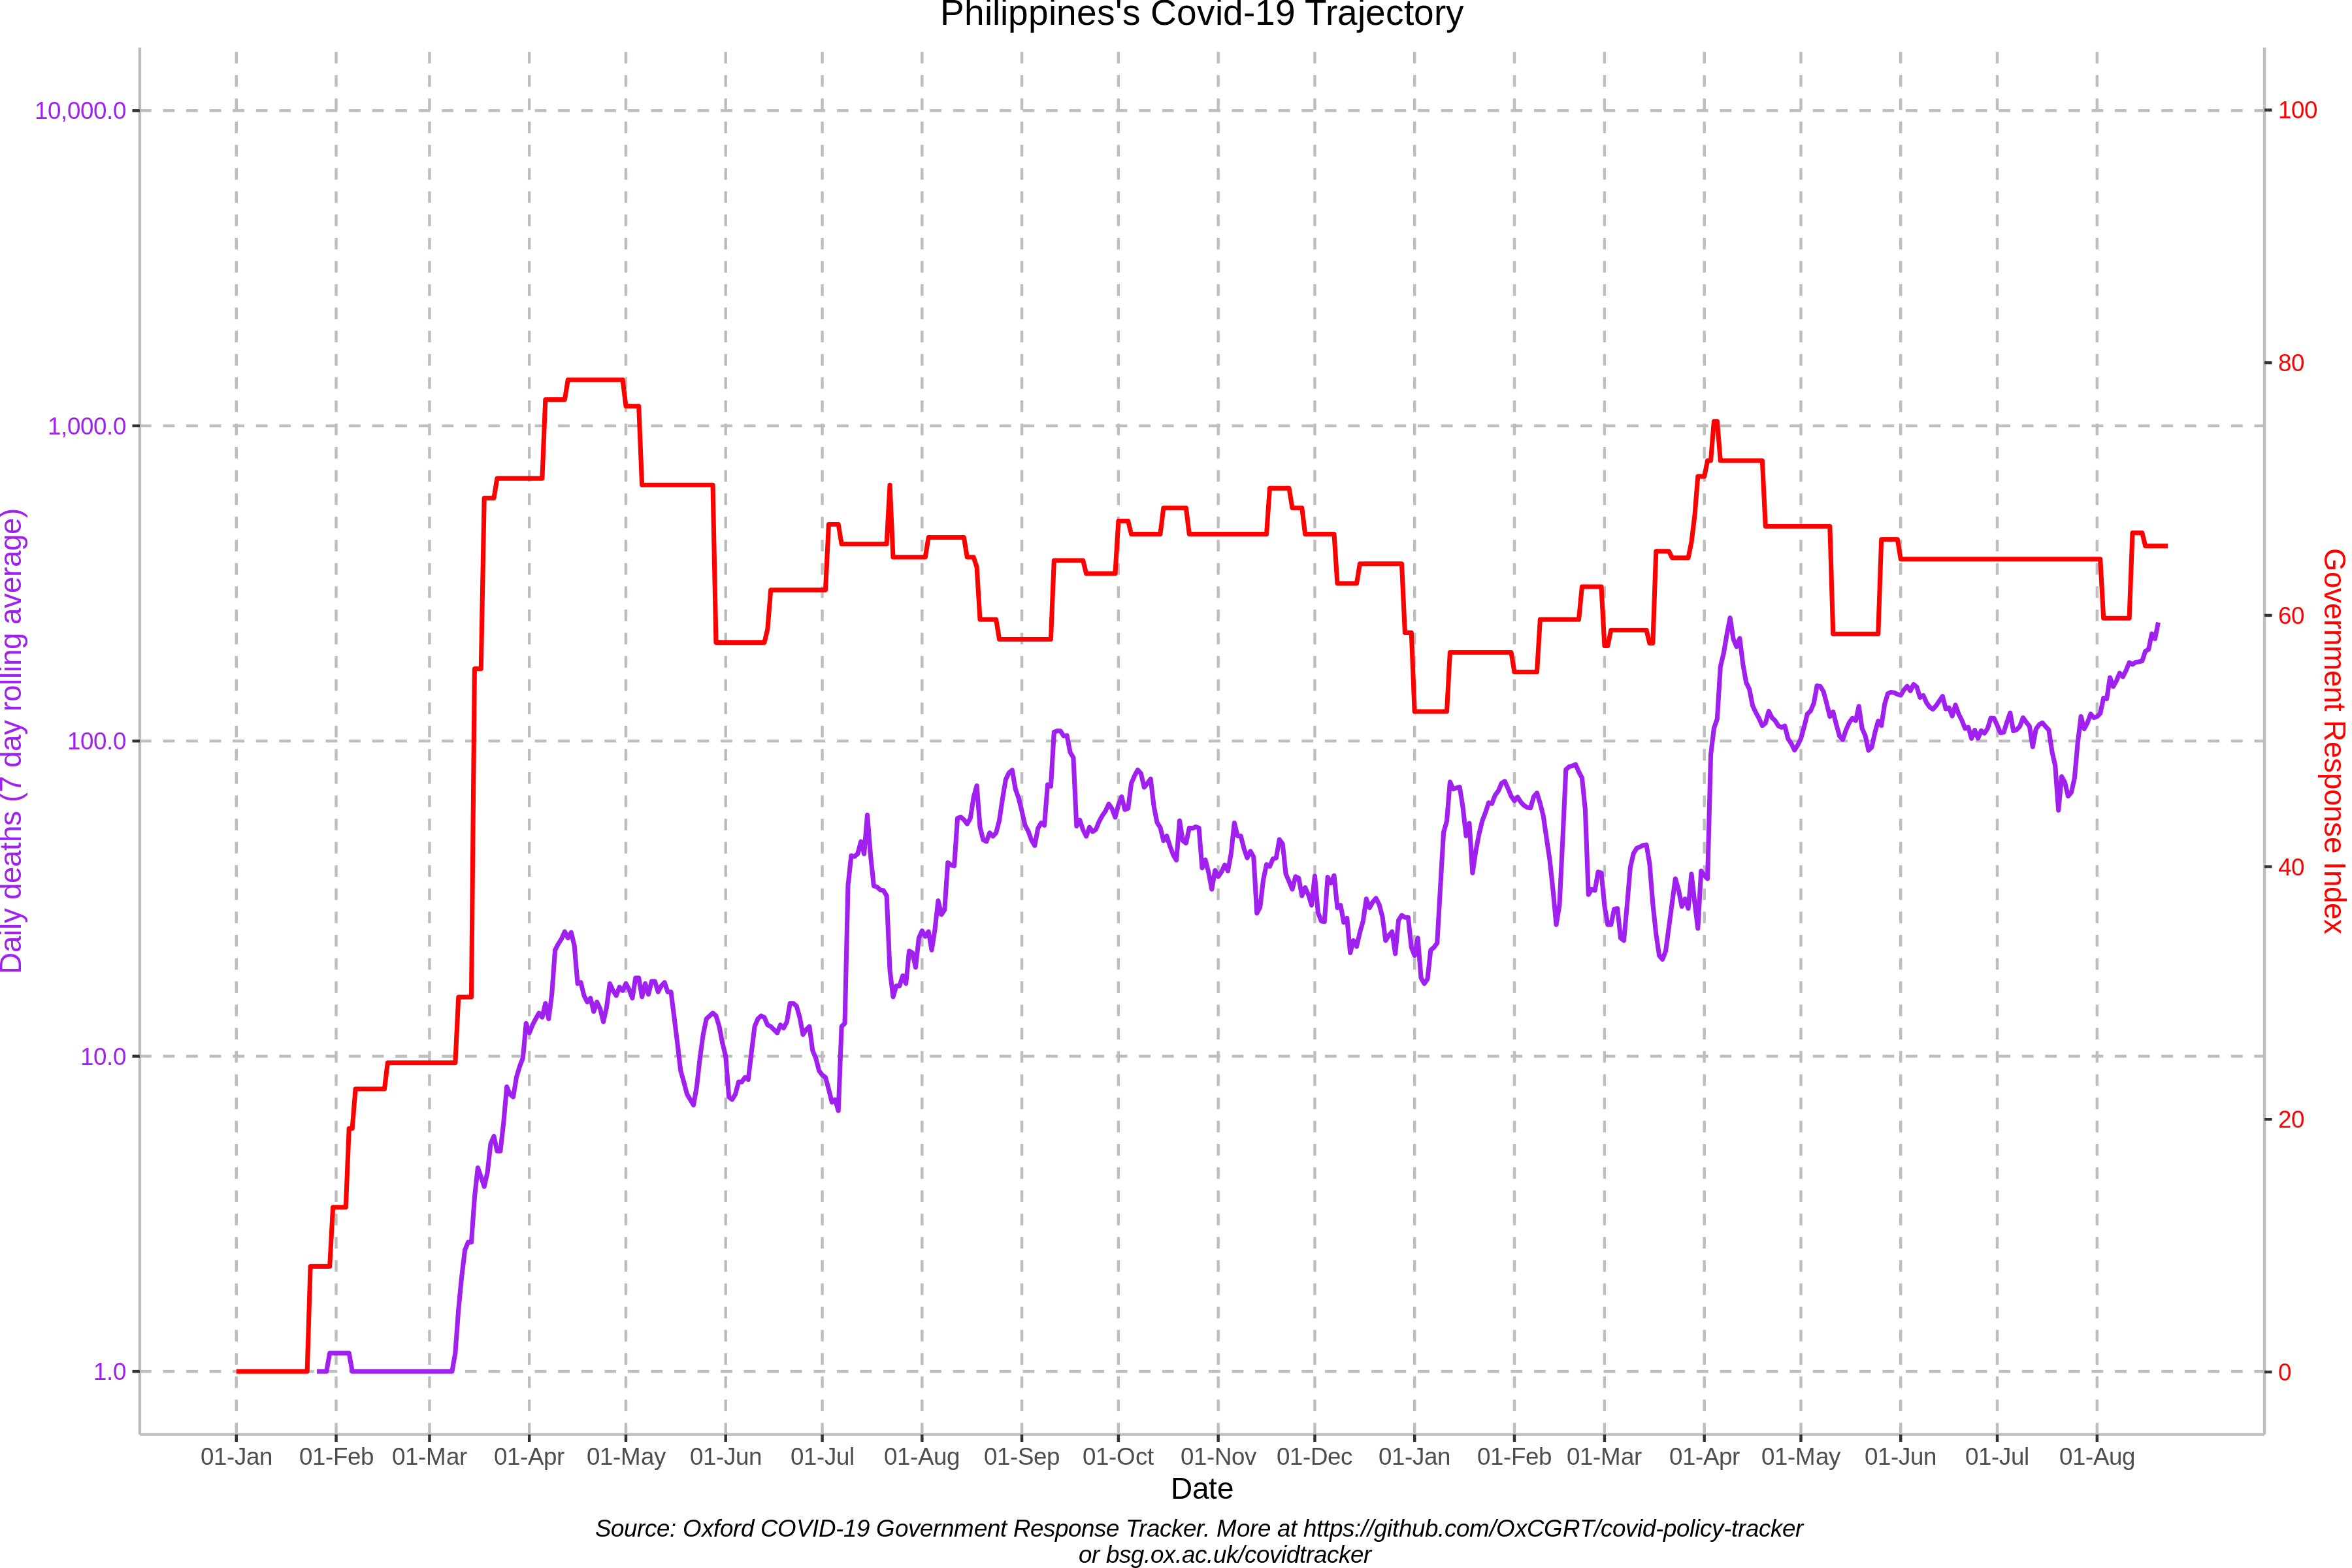 Philippines's Covid-19 Trajectory
10,000.0
1,000.0
100.0
10.0
1.0
Daily deaths (7 day rolling average)
100
80
60
40
20
0
Government Response Index
01-Jan 01-Feb 01-Mar 01-Apr 01-May 01-Jun 01-Jul 01-Aug 01-Sep 01-Oct 01-Nov 01-Dec 01-Jan 01-Feb 01-Mar 01-Apr 01-May 01-Jun 01-Jul 01-Aug
Date
Source: Oxford COVID-19 Government Response Tracker. More at https://github.com/OxCGRT/covid-policy-tracker
or bsg.ox.ac.uk/covidtracker